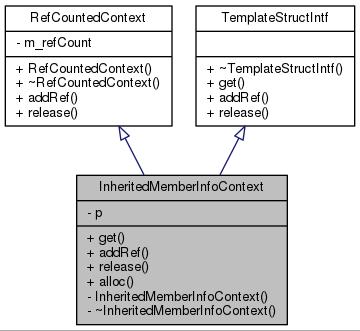 RefCountedContext
- m_refCount
+ RefCountedContext()
+ ~RefCountedContext()
+ addRef()
+ release()
TemplateStructIntf
+ ~TemplateStructIntf()
+ get()
+ addRef()
+ release()
InheritedMemberInfoContext
- p
+ get()
+ addRef()
+ release()
+ alloc()
- InheritedMemberInfoContext()
- ~InheritedMemberInfoContext()